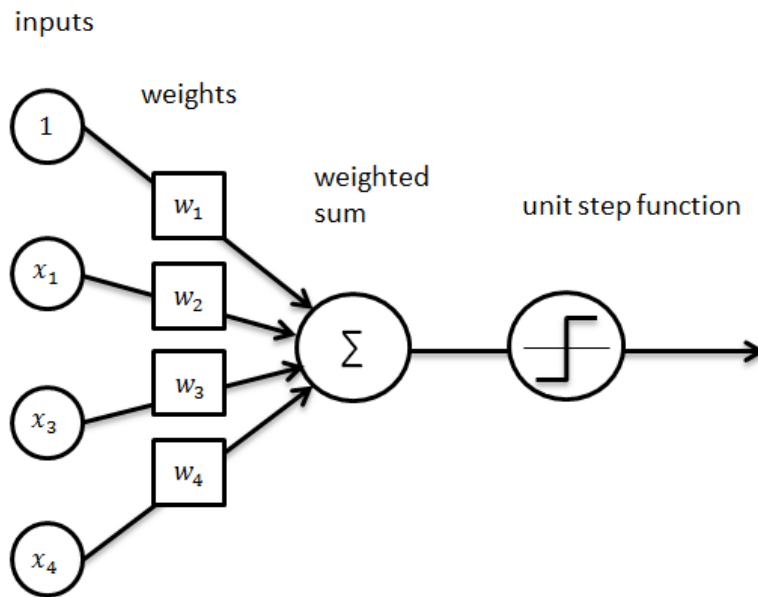 inputs
weights
1
weighted
sum
unit step function
w₁
x₁
w₂
∑
w₃
x₃
w₄
x₄